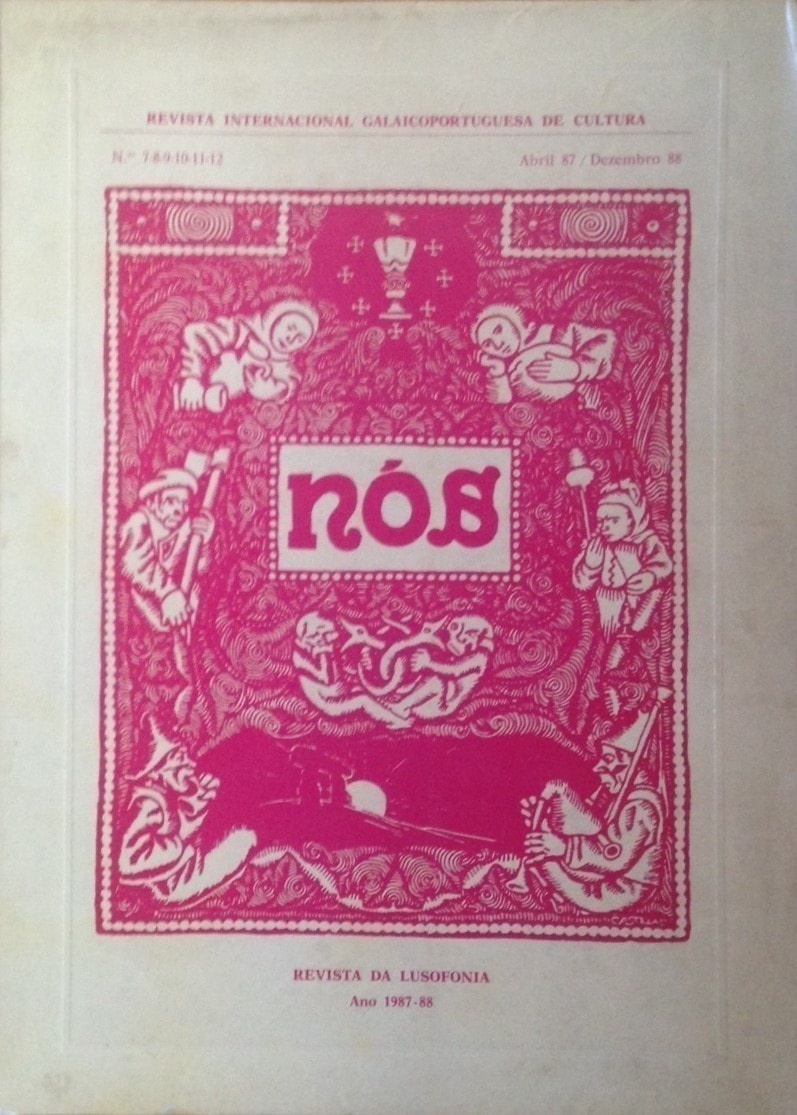 REVISTA INTERNACIONAL GALAICOPORTUGUESA DE CULTURA
N.os 7-8-9-10-11-12
Abril 87 / Dezembro 88
nós
REVISTA DA LUSOFONIA
Ano 1987-88